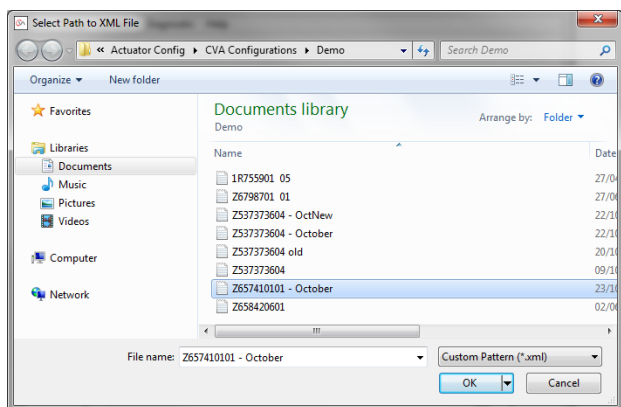 Select Path to XML File
« Actuator Config ▸ CVA Configurations ▸ Demo
Search Demo
Organize
New folder
Favorites
Libraries
Documents
Music
Pictures
Videos
Computer
Network
Documents library
Demo
Arrange by: Folder
Name
Date
1R755901 05
27/0
Z6798701 01
27/0
Z537373604 - OctNew
22/1
Z537373604 - October
22/1
Z537373604 old
20/1
Z537373604
09/1
Z657410101 - October
23/1
Z658420601
02/0
File name: Z657410101 - October
Custom Pattern (*.xml)
OK
Cancel